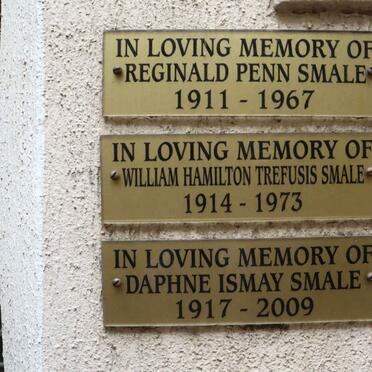 IN LOVING MEMORY OF
REGINALD PENN SMALE
1911 - 1967
IN LOVING MEMORY OF
WILLIAM HAMILTON TREFUSIS SMALE
1914 - 1973
IN LOVING MEMORY OF
DAPHNE ISMAY SMALE
1917 - 2009